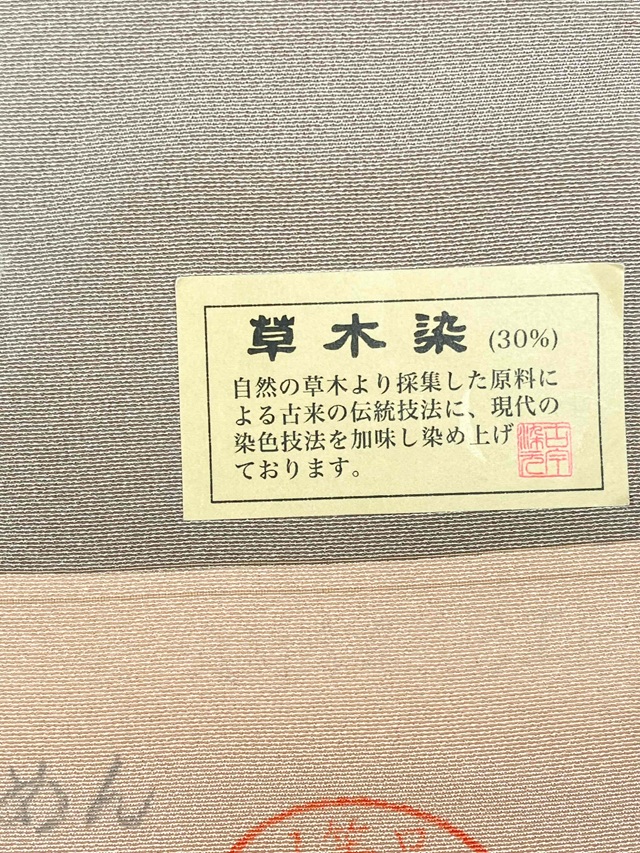 草木染 (30%)
自然の草木より採集した原料に
よる古来の伝統技法に、現代の
染色技法を加味し染め上げ
ております。
めん